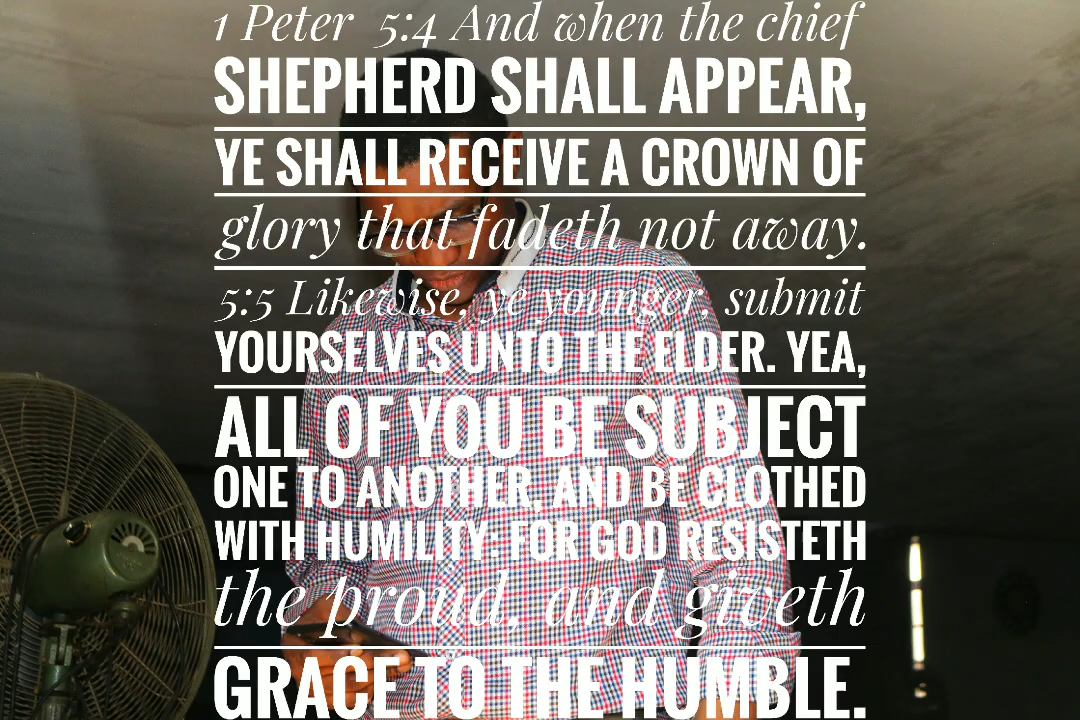 1 Peter 5:4 And when the chief
SHEPHERD SHALL APPEAR,
YE SHALL RECEIVE A CROWN OF
glory that fadeth not away.
5:5 Likewise, ye younger, submit
YOURSELVES UNTO THE ELDER. YEA,
ALL OF YOU BE SUBJECT
ONE TO ANOTHER, AND BE CLOTHED
WITH HUMILITY: FOR GOD RESISTETH
the proud, and giveth
GRACE TO THE HUMBLE.